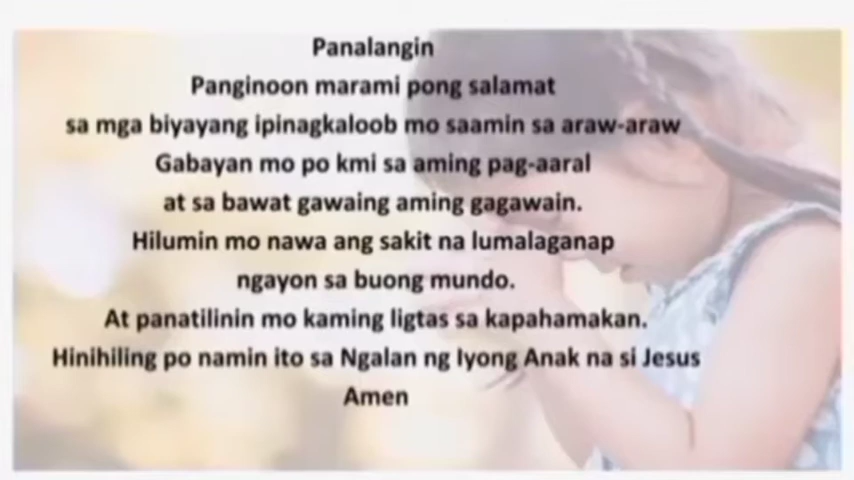 Panalangin
Panginoon marami pong salamat
sa mga biyayang ipinagkaloob mo saamin sa araw-araw
Gabayan mo po kmi sa aming pag-aaral
at sa bawat gawaing aming gagawain.
Hilumin mo nawa ang sakit na lumalaganap
ngayon sa buong mundo.
At panatilinin mo kaming ligtas sa kapahamakan.
Hinihiling po namin ito sa Ngalan ng Iyong Anak na si Jesus
Amen